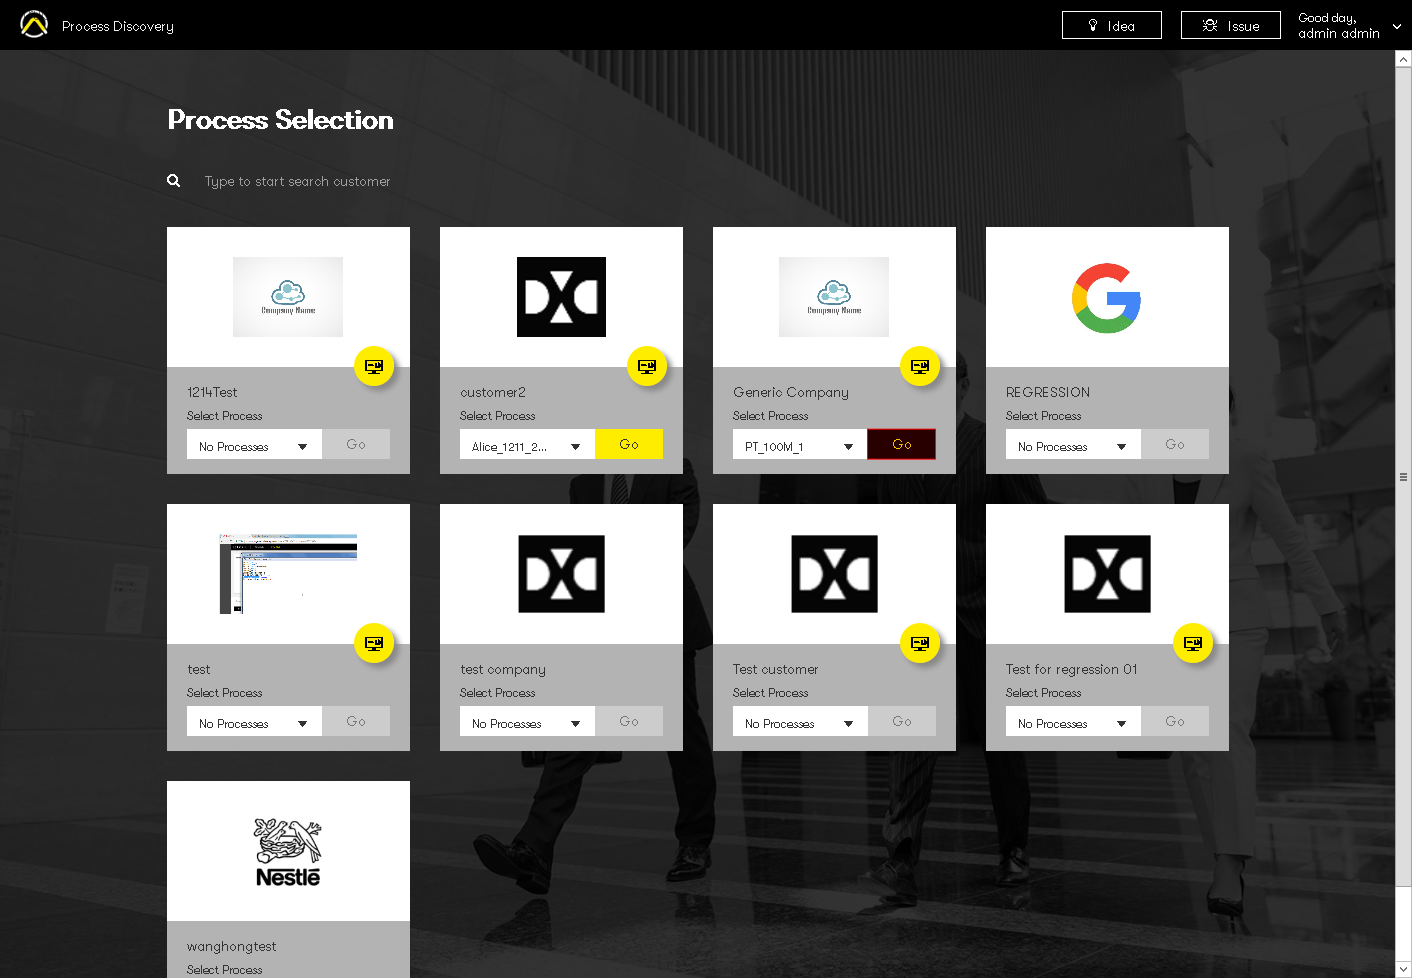 Process Discovery
Idea
Issue
Good day,
admin admin
Process Selection
Type to start search customer
Company Name
Company Name
1214Test
Select Process
No Processes
Go
customer2
Select Process
Alice_1211_2...
Go
Generic Company
Select Process
PT_100M_1
Go
REGRESSION
Select Process
No Processes
Go
test
Select Process
No Processes
Go
test company
Select Process
No Processes
Go
Test customer
Select Process
No Processes
Go
Test for regression 01
Select Process
No Processes
Go
Nestlé
wanghongtest
Select Process